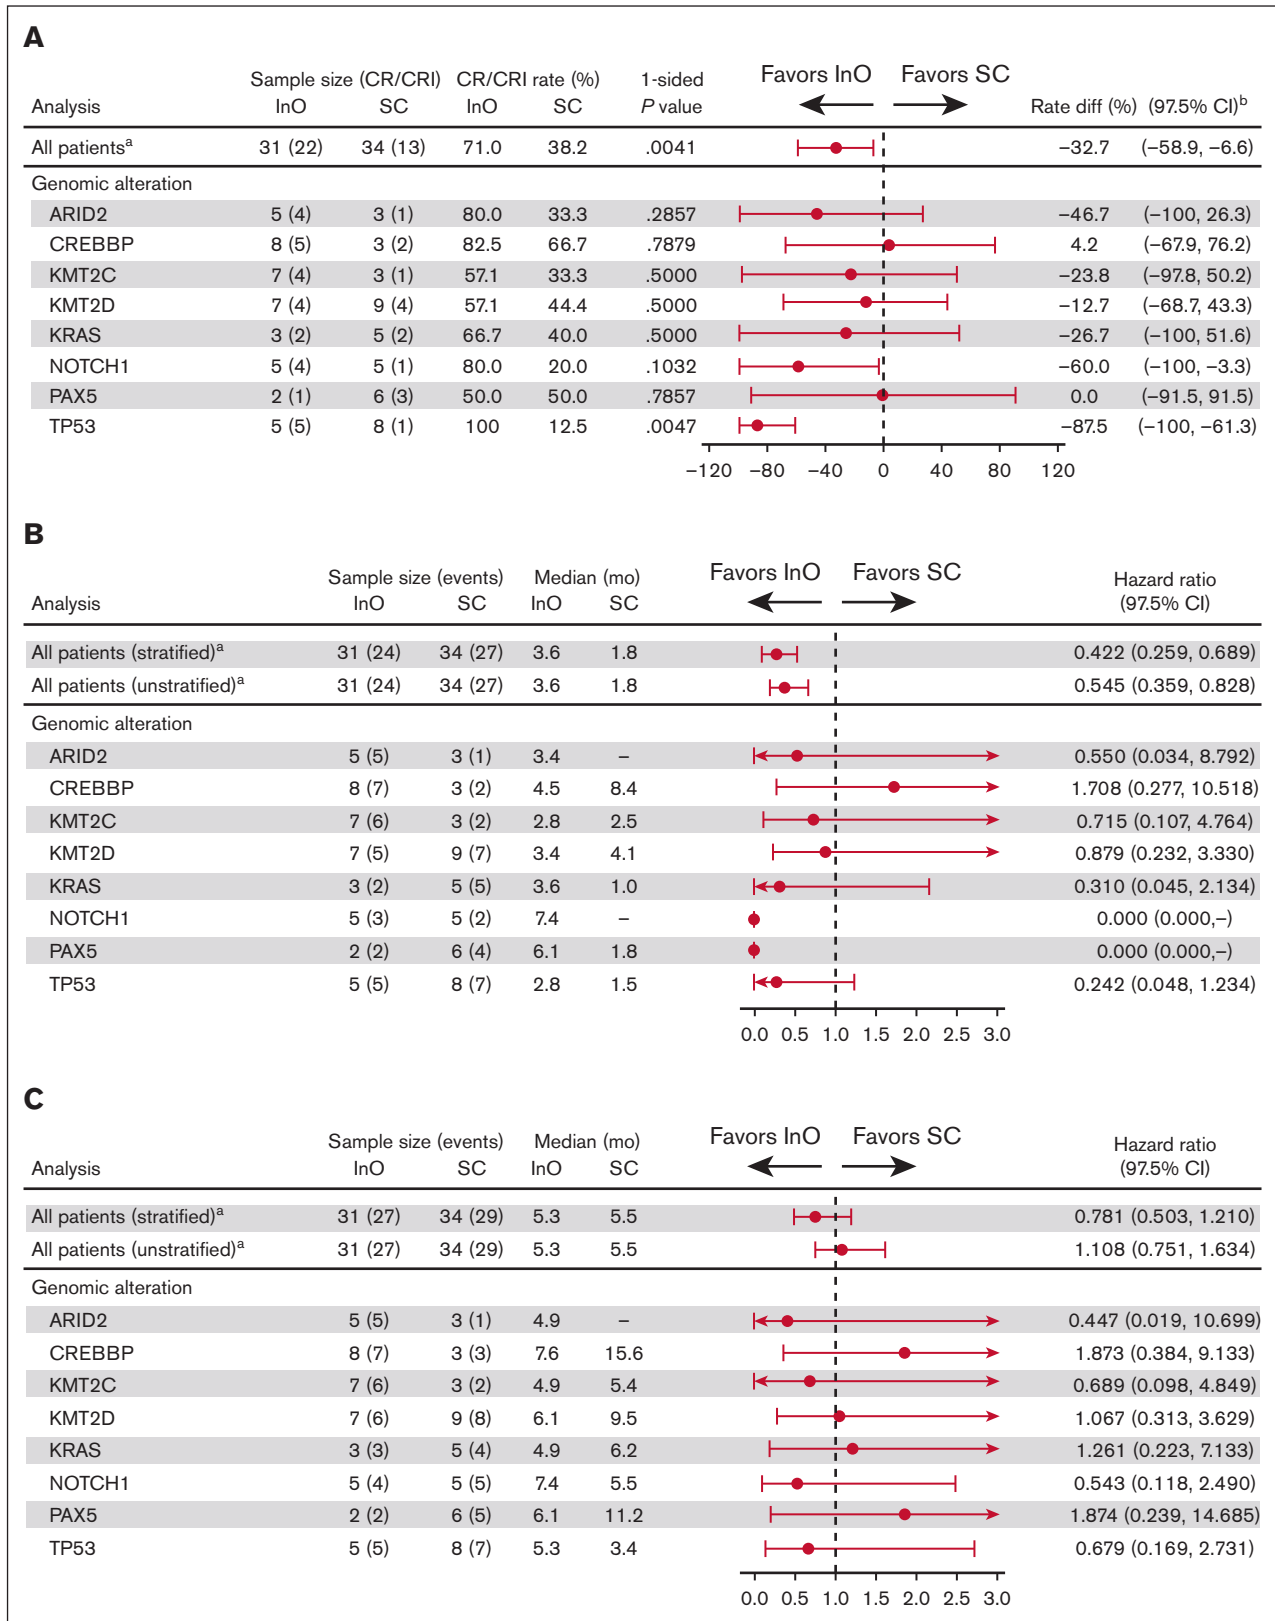 A
Sample size (CR/CRI) CR/CRI rate (%) 1-sided Favors InO Favors SC
Analysis InO SC InO SC P value Rate diff (%) (97.5% CI)b
All patientsa 31 (22) 34 (13) 71.0 38.2 .0041 −32.7 (−58.9, −6.6)
Genomic alteration
ARID2 5 (4) 3 (1) 80.0 33.3 .2857 −46.7 (−100, 26.3)
CREBBP 8 (5) 3 (2) 82.5 66.7 .7879 4.2 (−67.9, 76.2)
KMT2C 7 (4) 3 (1) 57.1 33.3 .5000 −23.8 (−97.8, 50.2)
KMT2D 7 (4) 9 (4) 57.1 44.4 .5000 −12.7 (−68.7, 43.3)
KRAS 3 (2) 5 (2) 66.7 40.0 .5000 −26.7 (−100, 51.6)
NOTCH1 5 (4) 5 (1) 80.0 20.0 .1032 −60.0 (−100, −3.3)
PAX5 2 (1) 6 (3) 50.0 50.0 .7857 0.0 (−91.5, 91.5)
TP53 5 (5) 8 (1) 100 12.5 .0047 −87.5 (−100, −61.3)
−120 −80 −40 0 40 80 120
B
Sample size (events) Median (mo) Favors InO Favors SC Hazard ratio
Analysis InO SC InO SC (97.5% CI)
All patients (stratified)a 31 (24) 34 (27) 3.6 1.8 0.422 (0.259, 0.689)
All patients (unstratified)a 31 (24) 34 (27) 3.6 1.8 0.545 (0.359, 0.828)
Genomic alteration
ARID2 5 (5) 3 (1) 3.4 – 0.550 (0.034, 8.792)
CREBBP 8 (7) 3 (2) 4.5 8.4 1.708 (0.277, 10.518)
KMT2C 7 (6) 3 (2) 2.8 2.5 0.715 (0.107, 4.764)
KMT2D 7 (5) 9 (7) 3.4 4.1 0.879 (0.232, 3.330)
KRAS 3 (2) 5 (5) 3.6 1.0 0.310 (0.045, 2.134)
NOTCH1 5 (3) 5 (2) 7.4 – 0.000 (0.000,–)
PAX5 2 (2) 6 (4) 6.1 1.8 0.000 (0.000,–)
TP53 5 (5) 8 (7) 2.8 1.5 0.242 (0.048, 1.234)
0.0 0.5 1.0 1.5 2.0 2.5 3.0
C
Sample size (events) Median (mo) Favors InO Favors SC Hazard ratio
Analysis InO SC InO SC (97.5% CI)
All patients (stratified)a 31 (27) 34 (29) 5.3 5.5 0.781 (0.503, 1.210)
All patients (unstratified)a 31 (27) 34 (29) 5.3 5.5 1.108 (0.751, 1.634)
Genomic alteration
ARID2 5 (5) 3 (1) 4.9 – 0.447 (0.019, 10.699)
CREBBP 8 (7) 3 (3) 7.6 15.6 1.873 (0.384, 9.133)
KMT2C 7 (6) 3 (2) 4.9 5.4 0.689 (0.098, 4.849)
KMT2D 7 (6) 9 (8) 6.1 9.5 1.067 (0.313, 3.629)
KRAS 3 (3) 5 (4) 4.9 6.2 1.261 (0.223, 7.133)
NOTCH1 5 (4) 5 (5) 7.4 5.5 0.543 (0.118, 2.490)
PAX5 2 (2) 6 (5) 6.1 11.2 1.874 (0.239, 14.685)
TP53 5 (5) 8 (7) 5.3 3.4 0.679 (0.169, 2.731)
0.0 0.5 1.0 1.5 2.0 2.5 3.0